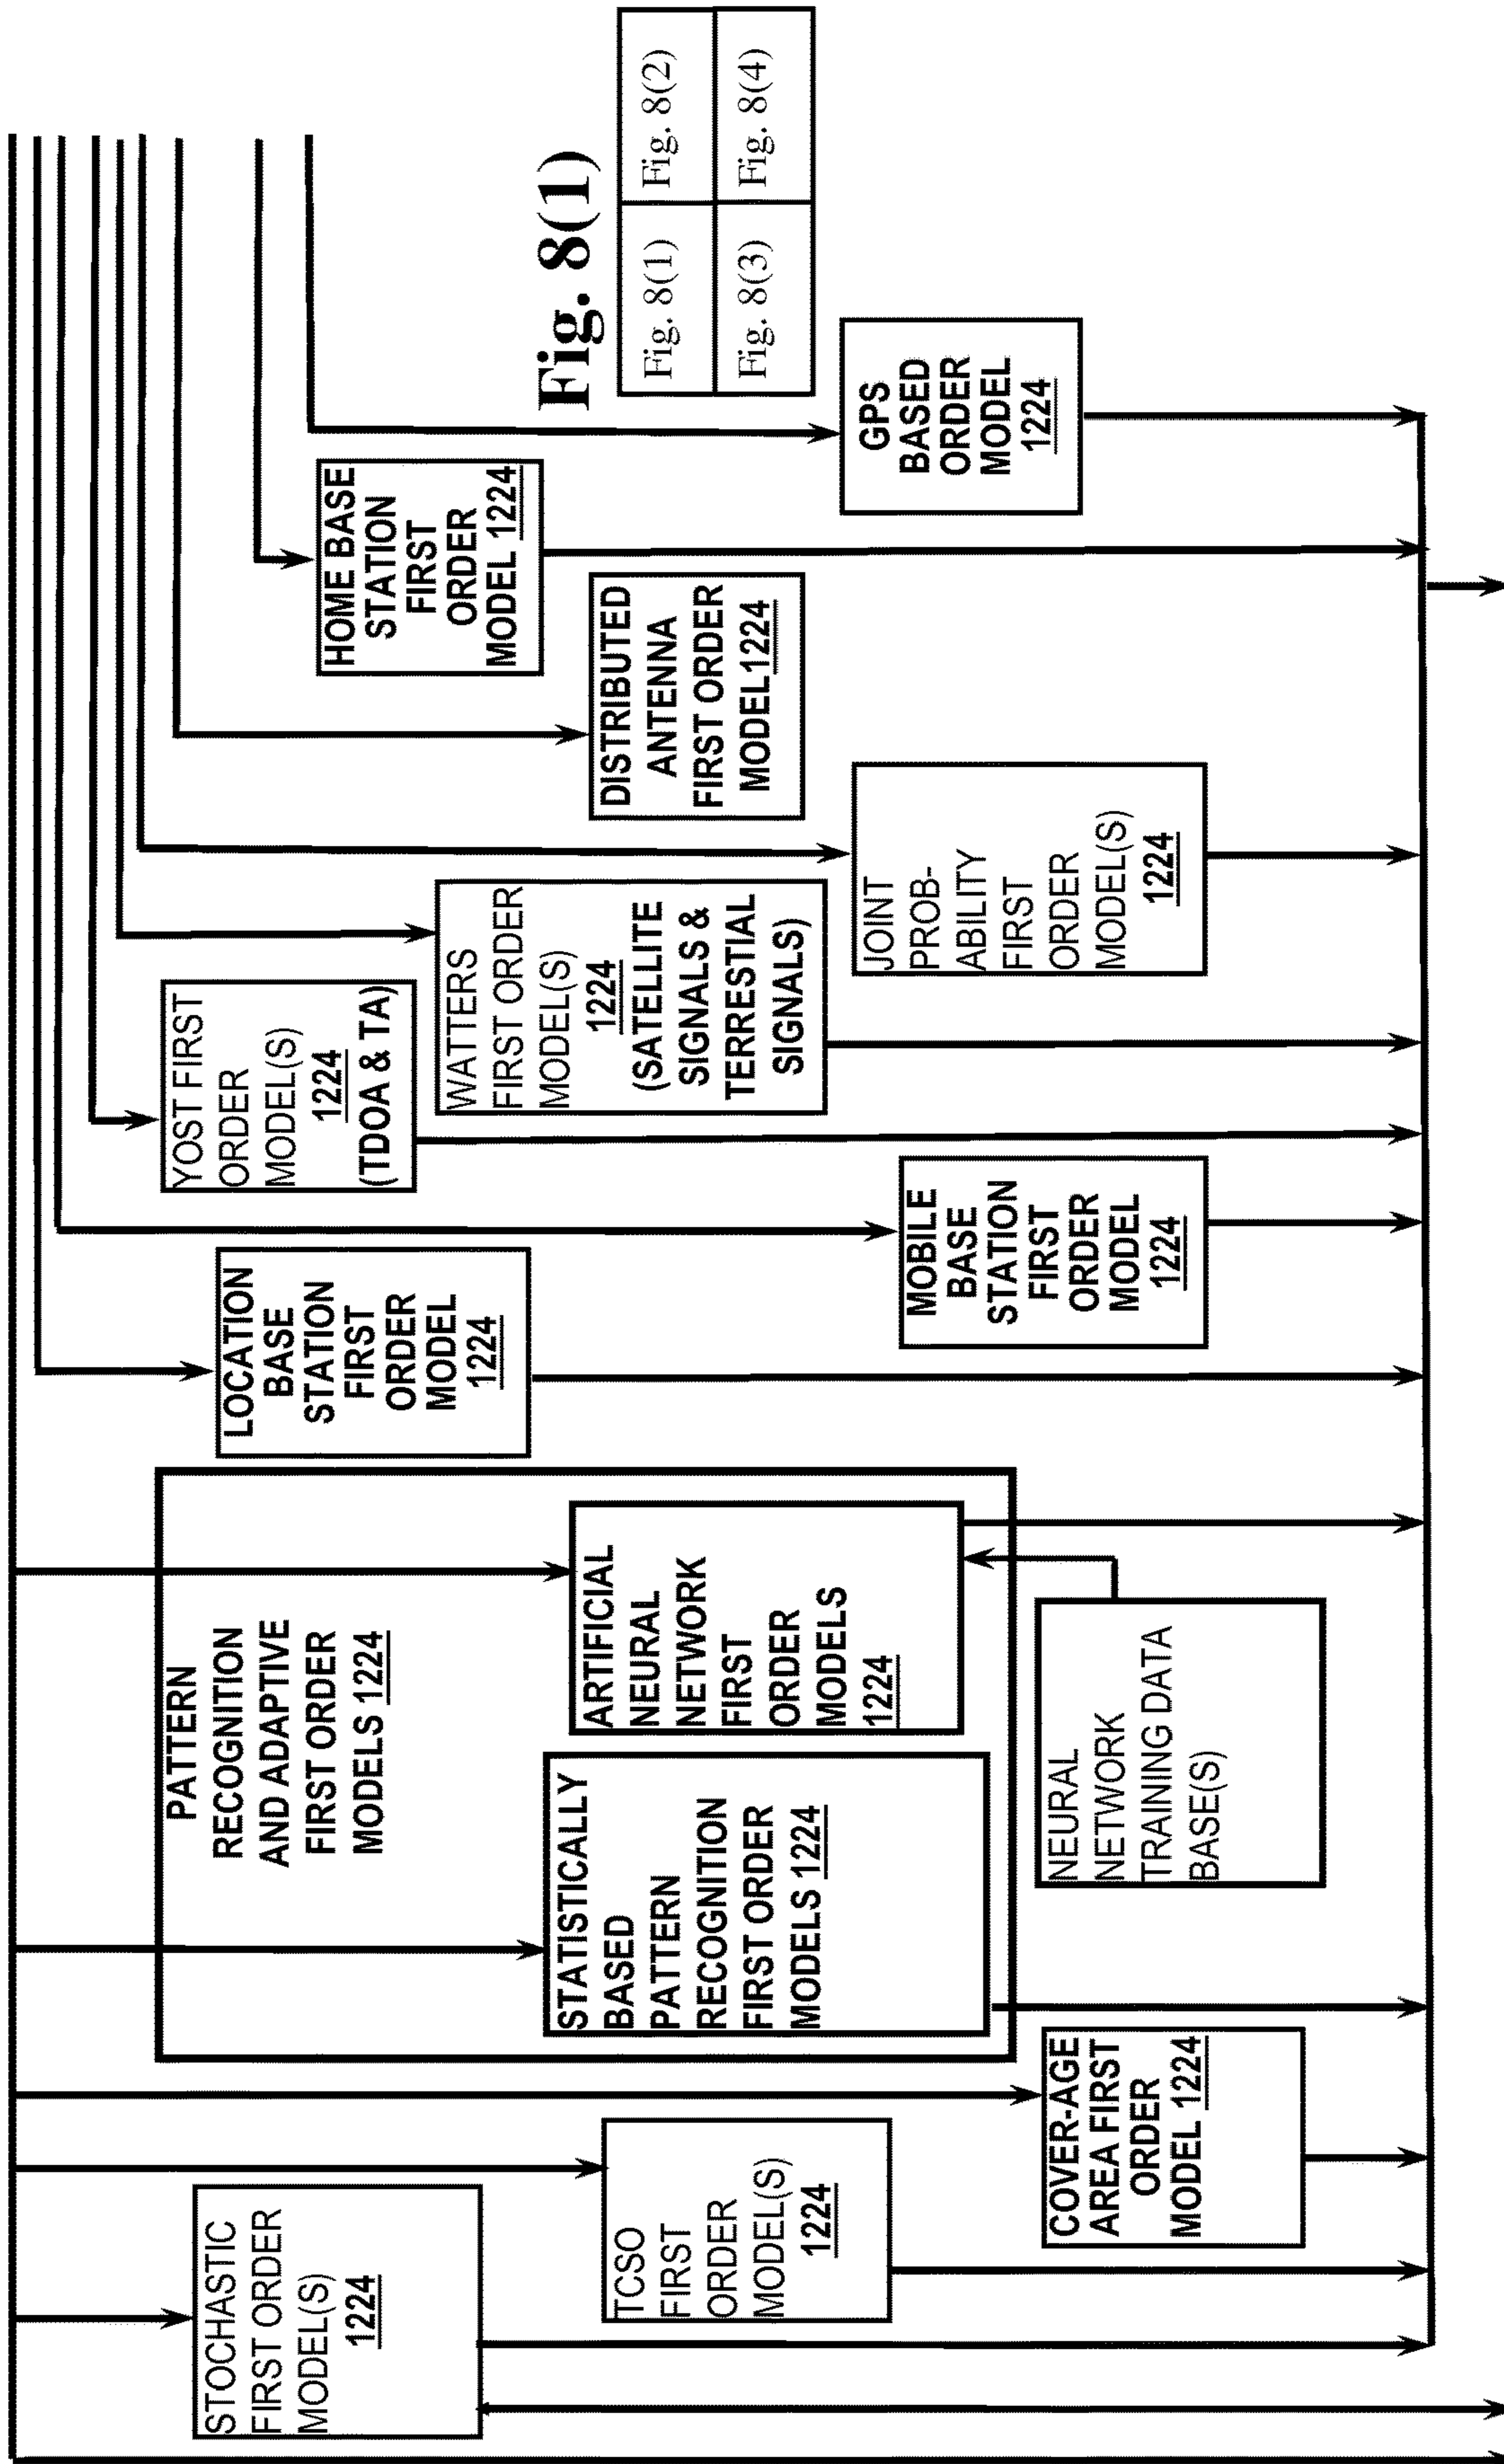 STOCHASTIC
FIRST ORDER
MODEL(S)
1224
TCSO
FIRST
ORDER
MODEL(S)
1224
COVER-AGE
AREA FIRST
ORDER
MODEL 1224
PATTERN
RECOGNITION
AND ADAPTIVE
FIRST ORDER
MODELS 1224
STATISTICALLY
BASED
PATTERN
RECOGNITION
FIRST ORDER
MODELS 1224
ARTIFICIAL
NEURAL
NETWORK
FIRST
ORDER
MODELS
1224
NEURAL
NETWORK
TRAINING DATA
BASE(S)
LOCATION
BASE
STATION
FIRST
ORDER
MODEL
1224
MOBILE
BASE
STATION
FIRST
ORDER
MODEL
1224
YOST FIRST
ORDER
MODEL(S)
1224
(TDOA & TA)
WATTERS
FIRST ORDER
MODEL(S)
1224
(SATELLITE
SIGNALS &
TERRESTIAL
SIGNALS)
JOINT
PROB-
ABILITY
FIRST
ORDER
MODEL(S)
1224
DISTRIBUTED
ANTENNA
FIRST ORDER
MODEL1224
HOME BASE
STATION
FIRST
ORDER
MODEL 1224
GPS
BASED
ORDER
MODEL
1224
Fig. 8(1)
Fig. 8(1) Fig. 8(2)
Fig. 8(3) Fig. 8(4)